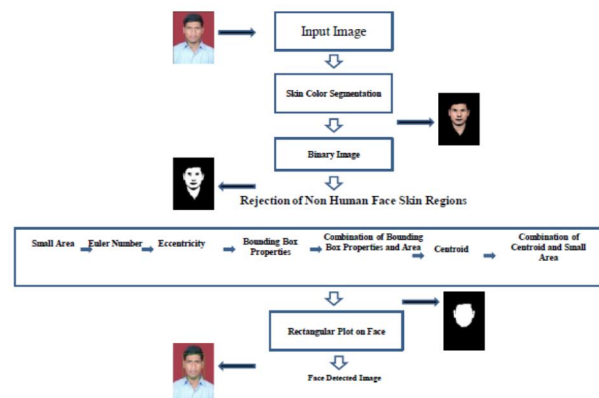 Input Image
Skin Color Segmentation
Binary Image
Rejection of Non Human Face Skin Regions
Small Area
Euler Number
Eccentricity
Bounding Box
Properties
Combination of Bounding
Box Properties and Area
Centroid
Combination of
Centroid and Small
Area
Rectangular Plot on Face
Face Detected Image